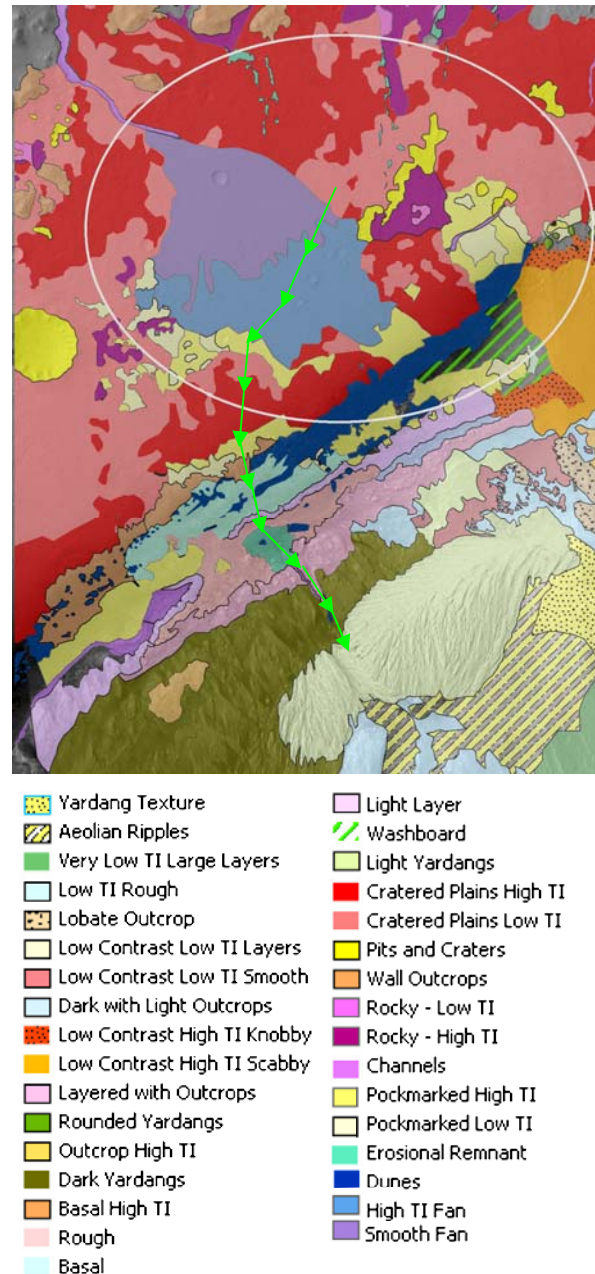 Yardang Texture
Aeolian Ripples
Very Low TI Large Layers
Low TI Rough
Lobate Outcrop
Low Contrast Low TI Layers
Low Contrast Low TI Smooth
Dark with Light Outcrops
Low Contrast High TI Knobby
Low Contrast High TI Scabby
Layered with Outcrops
Rounded Yardangs
Outcrop High TI
Dark Yardangs
Basal High TI
Rough
Basal
Light Layer
Washboard
Light Yardangs
Cratered Plains High TI
Cratered Plains Low TI
Pits and Craters
Wall Outcrops
Rocky - Low TI
Rocky - High TI
Channels
Pockmarked High TI
Pockmarked Low TI
Erosional Remnant
Dunes
High TI Fan
Smooth Fan